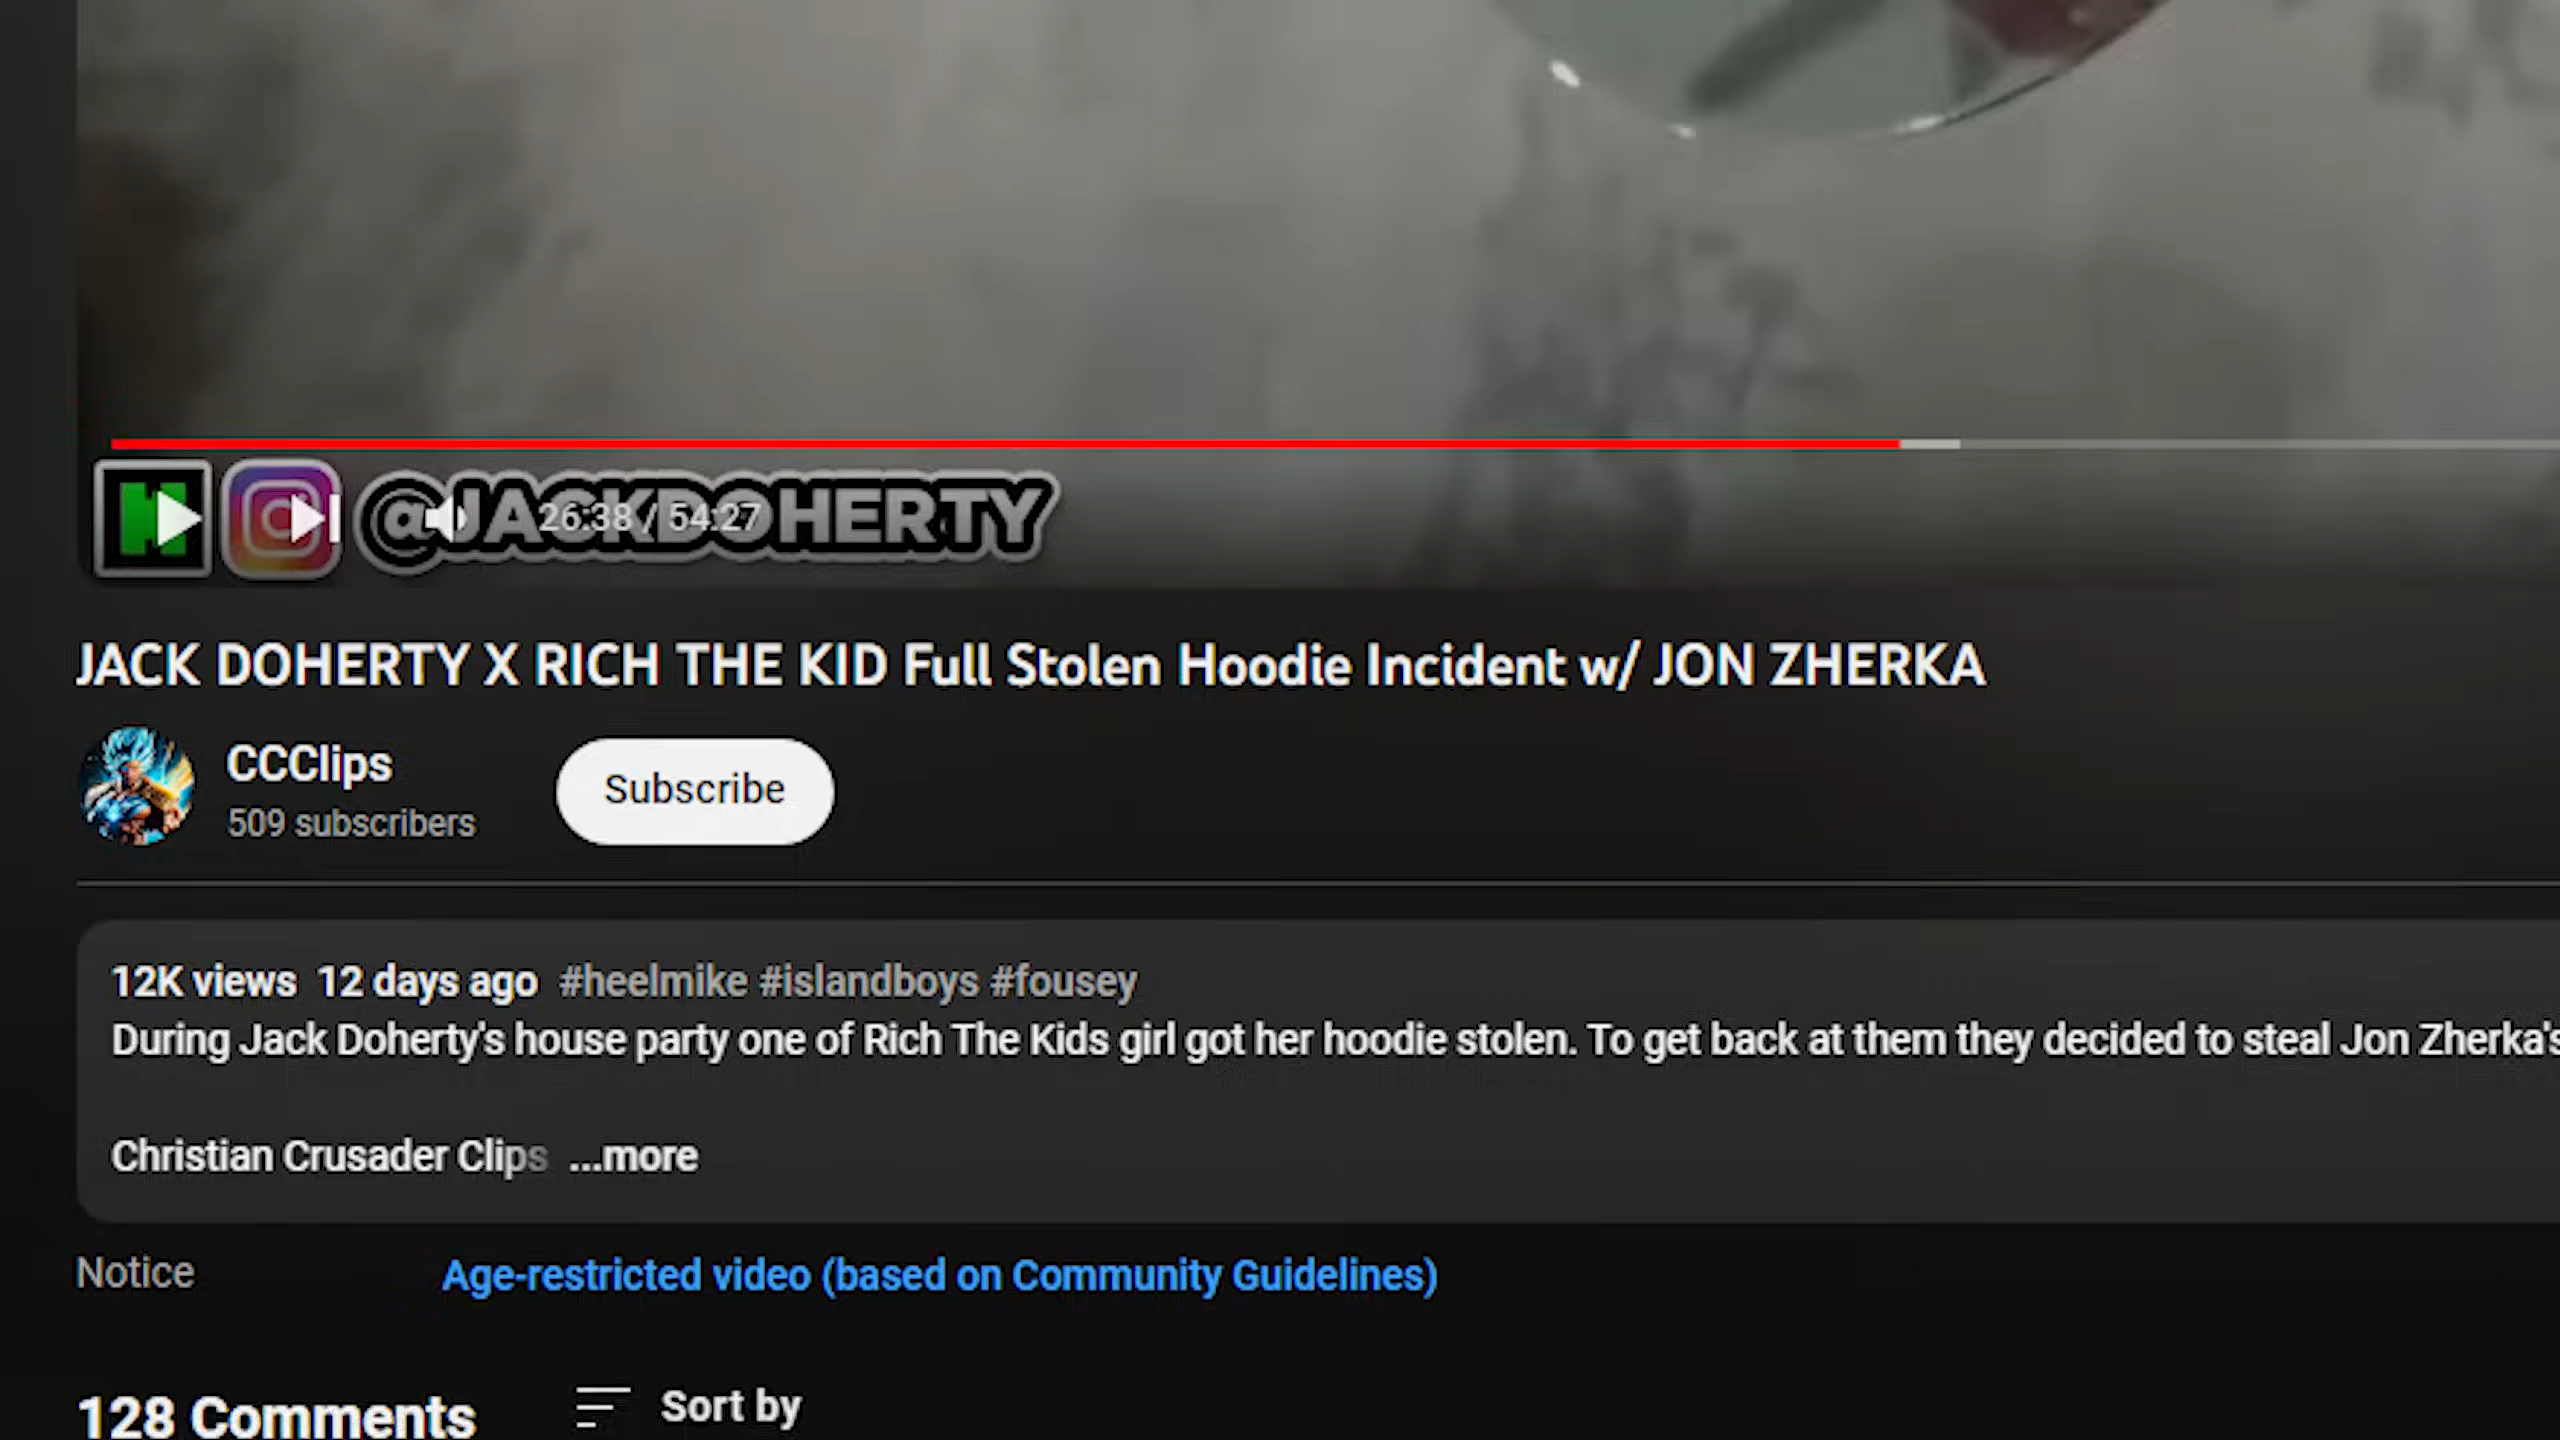 @JACKDOHERTY
26:38 / 54:27
JACK DOHERTY X RICH THE KID Full Stolen Hoodie Incident w/ JON ZHERKA
CCClips
509 subscribers
Subscribe
12K views 12 days ago #heelmike #islandboys #fousey
During Jack Doherty's house party one of Rich The Kids girl got her hoodie stolen. To get back at them they decided to steal Jon Zherka's
Christian Crusader Clips ...more
Notice Age-restricted video (based on Community Guidelines)
128 Comments Sort by